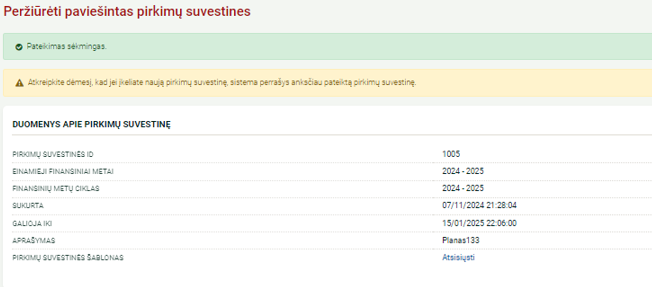 Peržiūrėti paviešintas pirkimų suvestines
Pateikimas sėkmingas.
Atkreipkite dėmesį, kad jei įkeliate naują pirkimų suvestinę, sistema perrašys anksčiau pateiktą pirkimų suvestinę.
DUOMENYS APIE PIRKIMŲ SUVESTINĘ
PIRKIMŲ SUVESTINĖS ID 1005
EINAMIEJI FINANSINIAI METAI 2024 - 2025
FINANSINIŲ METŲ CIKLAS 2024 - 2025
SUKURTA 07/11/2024 21:28:04
GALIOJA IKI 15/01/2025 22:06:00
APRAŠYMAS Planas133
PIRKIMŲ SUVESTINĖS ŠABLONAS Atsisiųsti